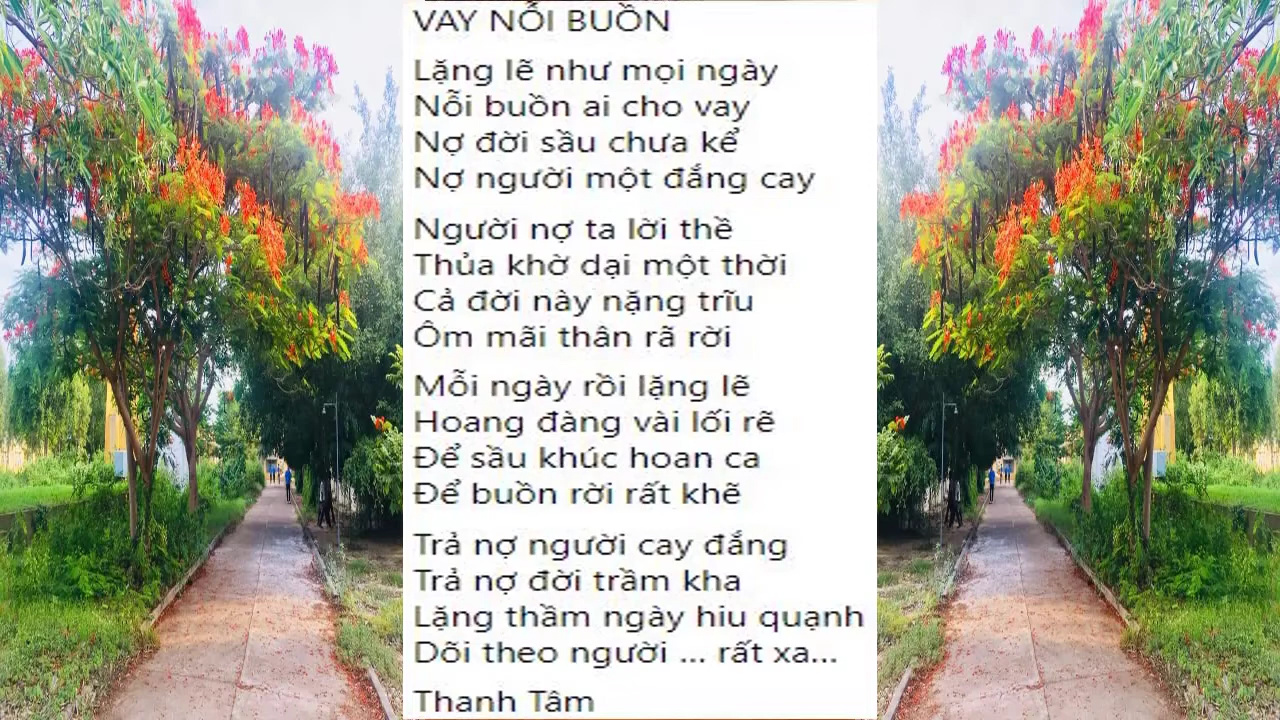 VAY NỖI BUỒN
Lặng lẽ như mọi ngày
Nỗi buồn ai cho vay
Nợ đời sầu chưa kể
Nợ người một đắng cay
Người nợ ta lời thề
Thủa khờ dại một thời
Cả đời này nặng trĩu
Ôm mãi thân rã rời
Mỗi ngày rồi lặng lẽ
Hoang đàng vài lối rẽ
Để sầu khúc hoan ca
Để buồn rời rất khẽ
Trả nợ người cay đắng
Trả nợ đời trầm kha
Lặng thầm ngày hiu quạnh
Dõi theo người ... rất xa...
Thanh Tâm